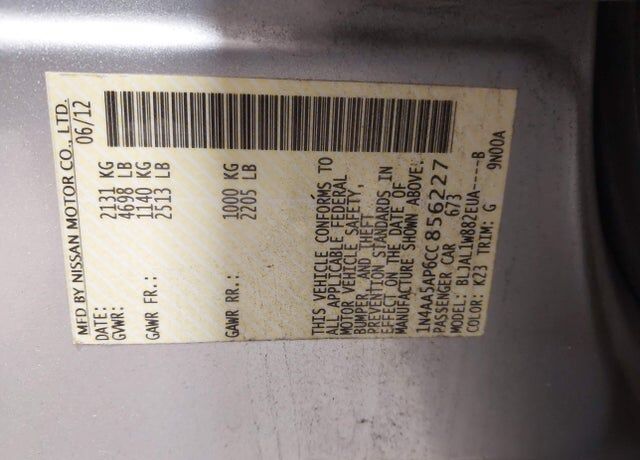 MFD BY NISSAN MOTOR CO., LTD.
DATE: 06/12
GVWR: 2131 KG
4698 LB
GAWR FR.: 1140 KG
2513 LB
GAWR RR.: 1000 KG
2205 LB
THIS VEHICLE CONFORMS TO
ALL APPLICABLE FEDERAL
MOTOR VEHICLE SAFETY,
BUMPER, AND THEFT
PREVENTION STANDARDS IN
EFFECT ON THE DATE OF
MANUFACTURE SHOWN ABOVE.
1N4AA5AP6CC856227
PASSENGER CAR 673
MODEL: BLJALIW882EUA----B
COLOR: K23 TRIM: G 9N00A